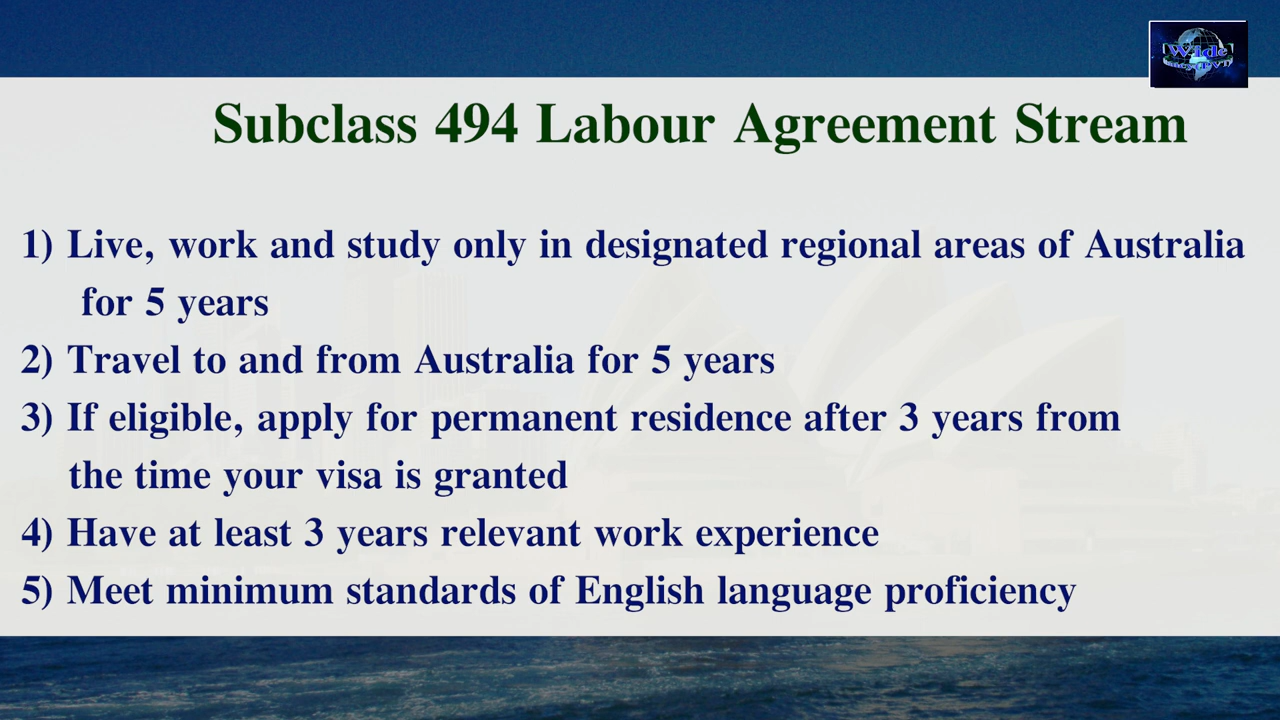 Wide
Subclass 494 Labour Agreement Stream
1) Live, work and study only in designated regional areas of Australia
for 5 years
2) Travel to and from Australia for 5 years
3) If eligible, apply for permanent residence after 3 years from
the time your visa is granted
4) Have at least 3 years relevant work experience
5) Meet minimum standards of English language proficiency